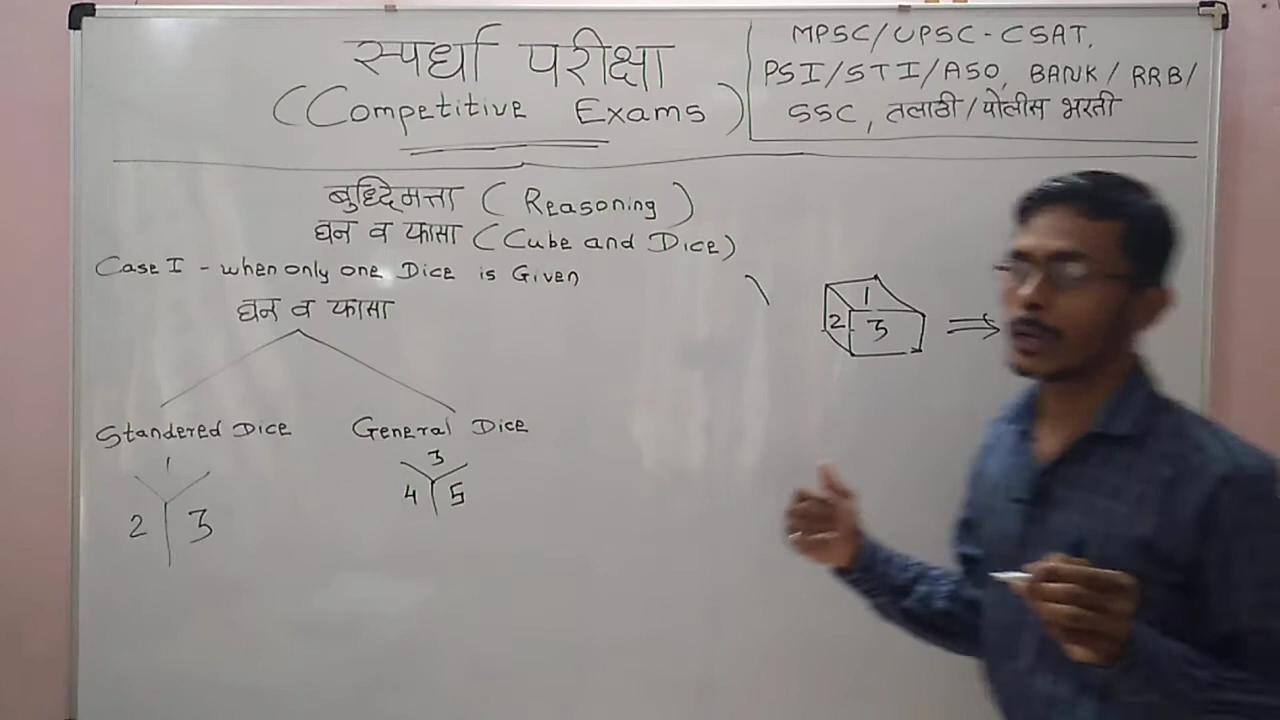 स्पर्धा परीक्षा
(Competitive Exams)
MPSC/UPSC-CSAT,
PSI/STI/ASO, BANK/RRB/
SSC, तलाठी/पोलीस भरती
बुध्दिमत्ता (Reasoning)
घन व फासा (Cube and Dice)
Case I - when only one Dice is Given
घन व फासा
Standered Dice
General Dice
1
2 3
3
4 5
1
2 3